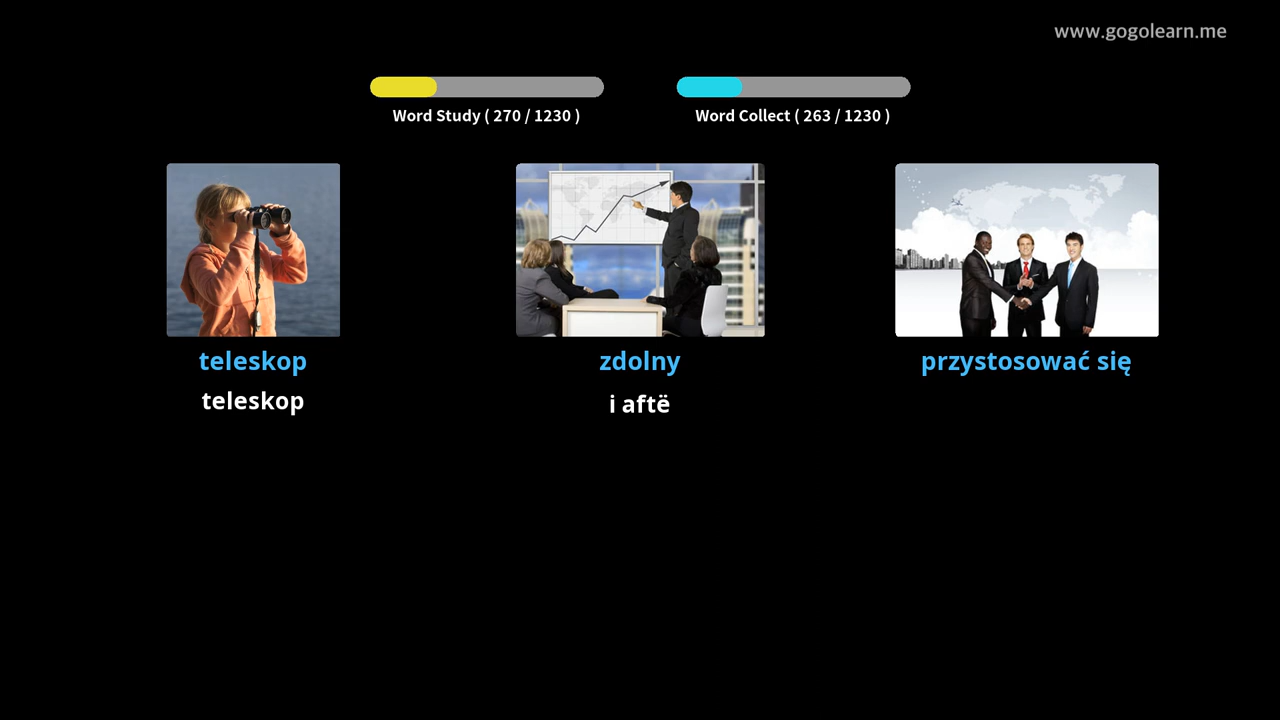 www.gogolearn.me
Word Study ( 270 / 1230 )
Word Collect ( 263 / 1230 )
teleskop
zdolny
przystosować się
teleskop
i aftë